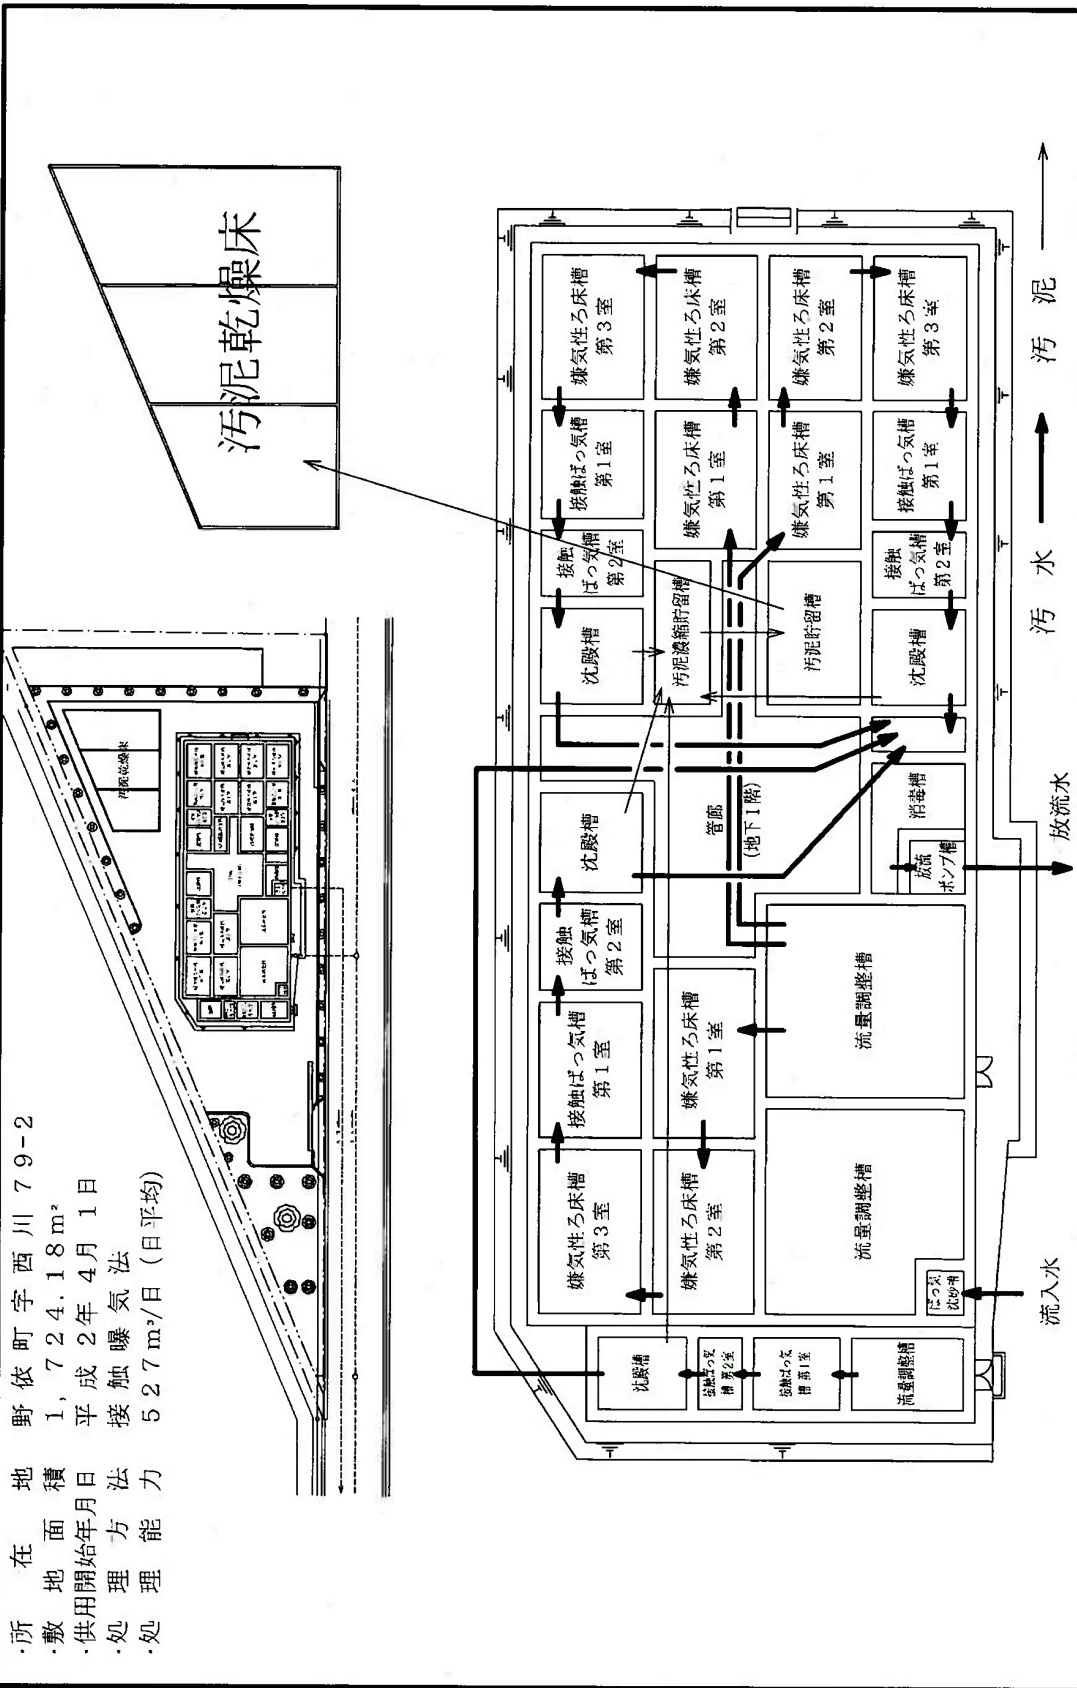 ・所在地 野依町字西川79-2
・敷地面積 1,724.18m²
・供用開始年月日 平成2年4月1日
・処理方法 接触曝気法
・処理能力 527m³/日(日平均)
汚泥乾燥床
汚泥乾燥床
沈殿槽
接触ばっ気
槽 第2室
接触ばっ気
槽 第1室
流量調整槽
嫌気性ろ床槽
第3室
接触ばっ気槽
第1室
接触
ばっ気槽
第2室
沈殿槽
沈殿槽
接触
ばっ気槽
第2室
接触ばっ気槽
第1室
嫌気性ろ床槽
第3室
嫌気性ろ床槽
第2室
嫌気性ろ床槽
第1室
汚泥濃縮貯留槽
嫌気性ろ床槽
第1室
嫌気性ろ床槽
第2室
管廊
(地下1階)
流量調整槽
流量調整槽
汚泥貯留槽
嫌気性ろ床槽
第1室
嫌気性ろ床槽
第2室
ばっ気
沈砂槽
放流
ポンプ槽
消毒槽
沈殿槽
接触
ばっ気槽
第2室
接触ばっ気槽
第1室
嫌気性ろ床槽
第3室
流入水
放流水
汚水
汚泥